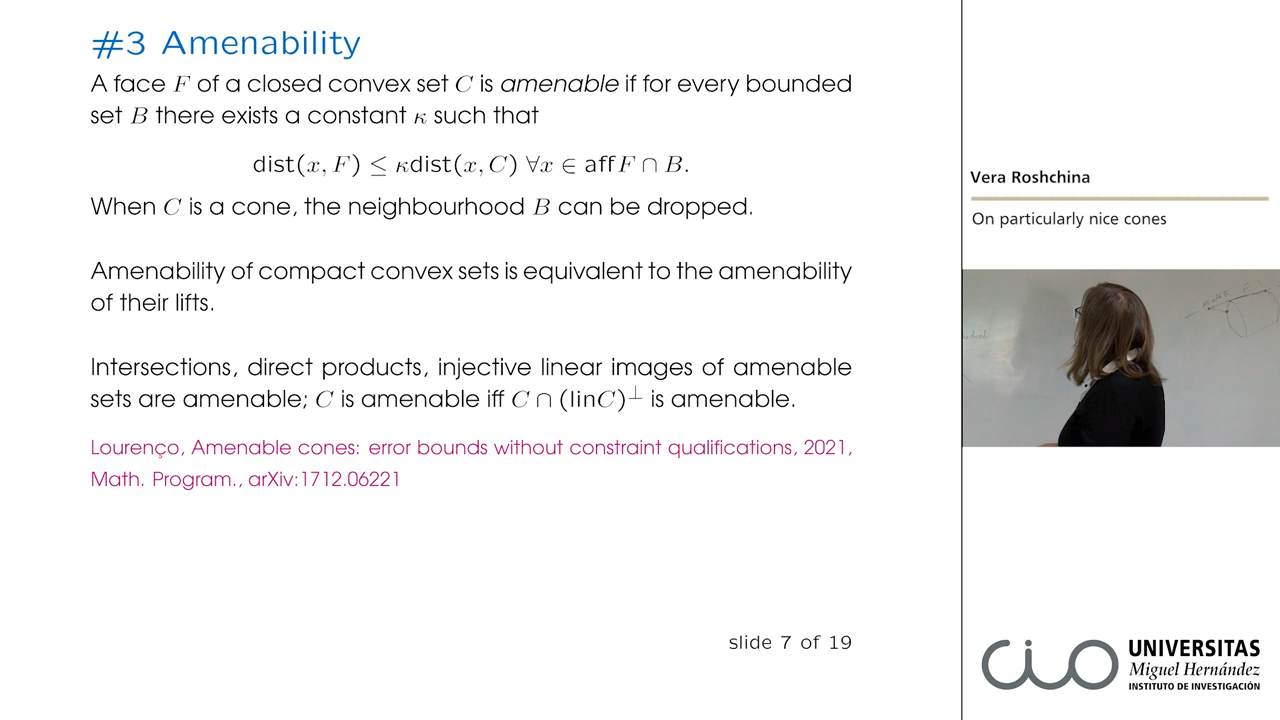 #3 Amenability
A face F of a closed convex set C is amenable if for every bounded
set B there exists a constant κ such that
dist(x, F) ≤ κdist(x, C) ∀x ∈ affF ∩ B.
When C is a cone, the neighbourhood B can be dropped.
Amenability of compact convex sets is equivalent to the amenability
of their lifts.
Intersections, direct products, injective linear images of amenable
sets are amenable; C is amenable iff C ∩ (linC)⊥ is amenable.
Lourenço, Amenable cones: error bounds without constraint qualifications, 2021,
Math. Program., arXiv:1712.06221
slide 7 of 19
Vera Roshchina
On particularly nice cones
cio
UNIVERSITAS
Miguel Hernández
INSTITUTO DE INVESTIGACIÓN